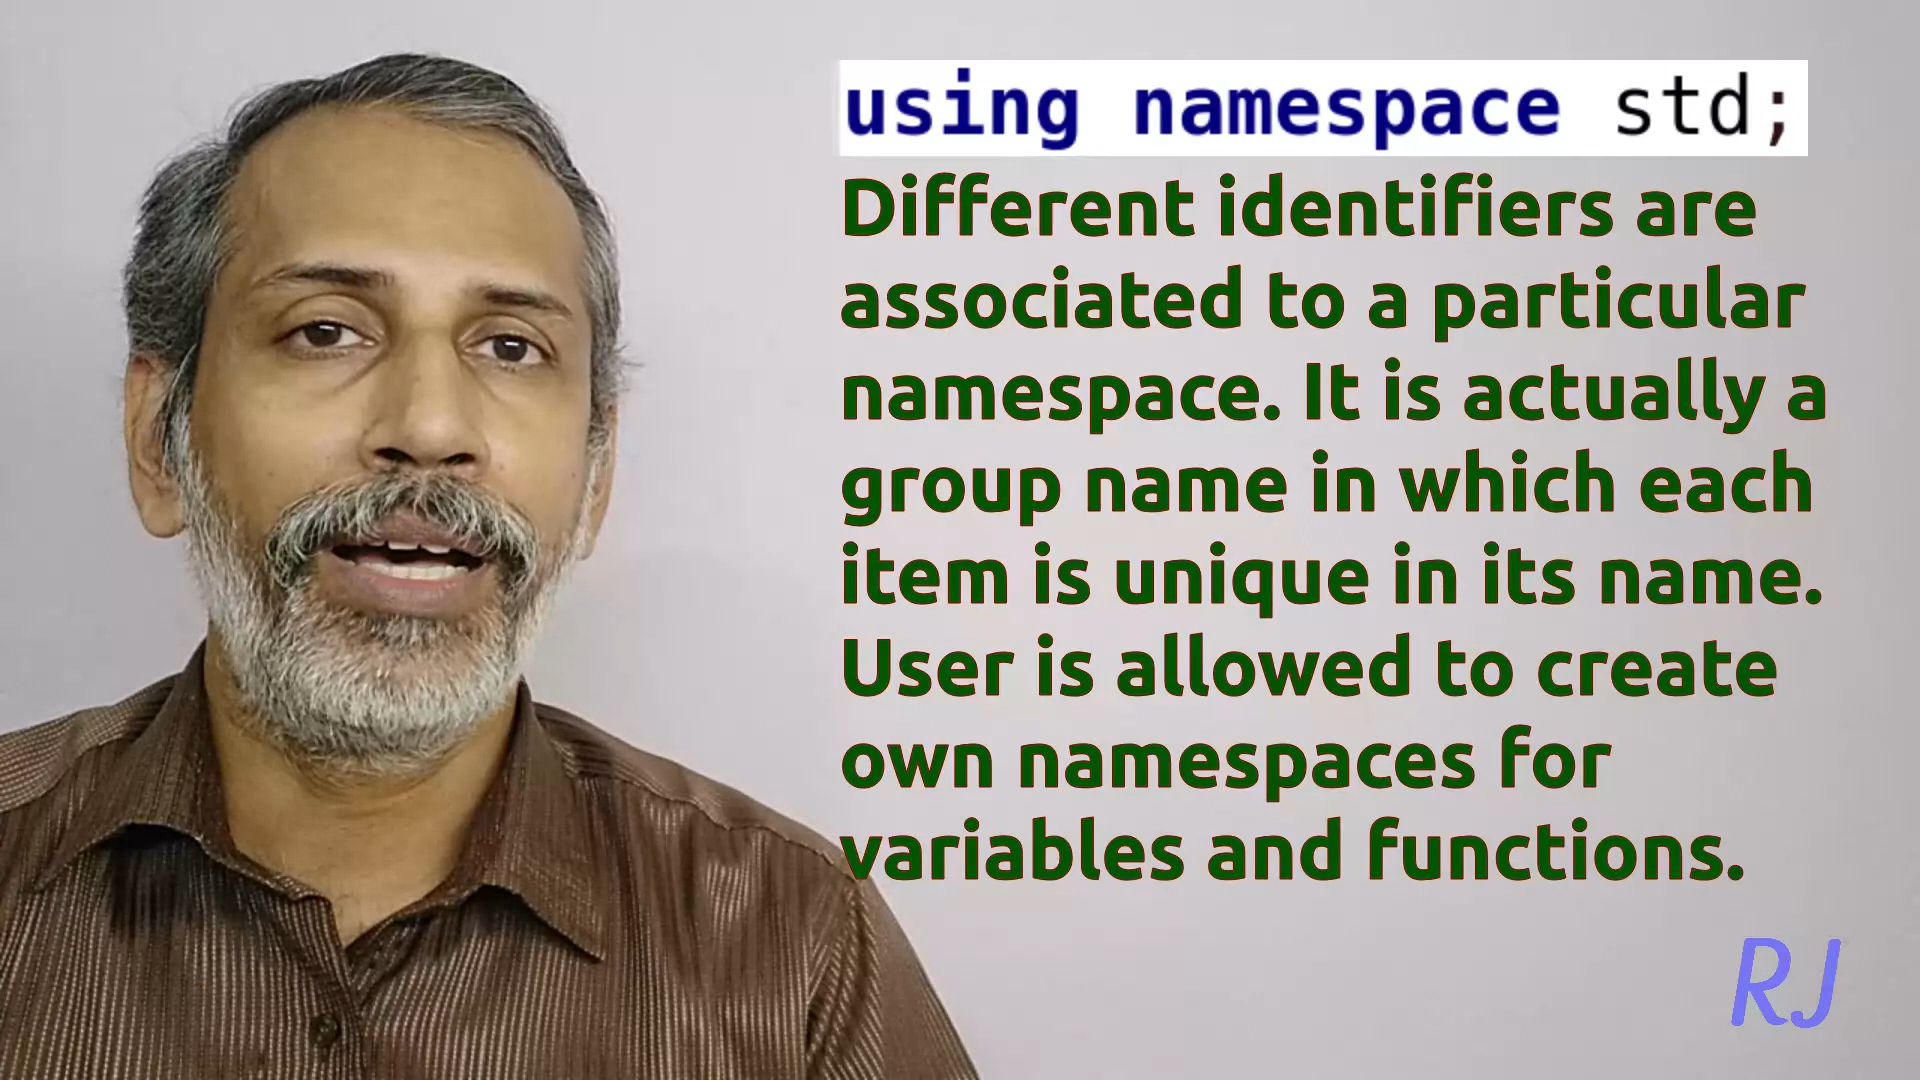 using namespace std;
Different identifiers are
associated to a particular
namespace. It is actually a
group name in which each
item is unique in its name.
User is allowed to create
own namespaces for
variables and functions.
RJ